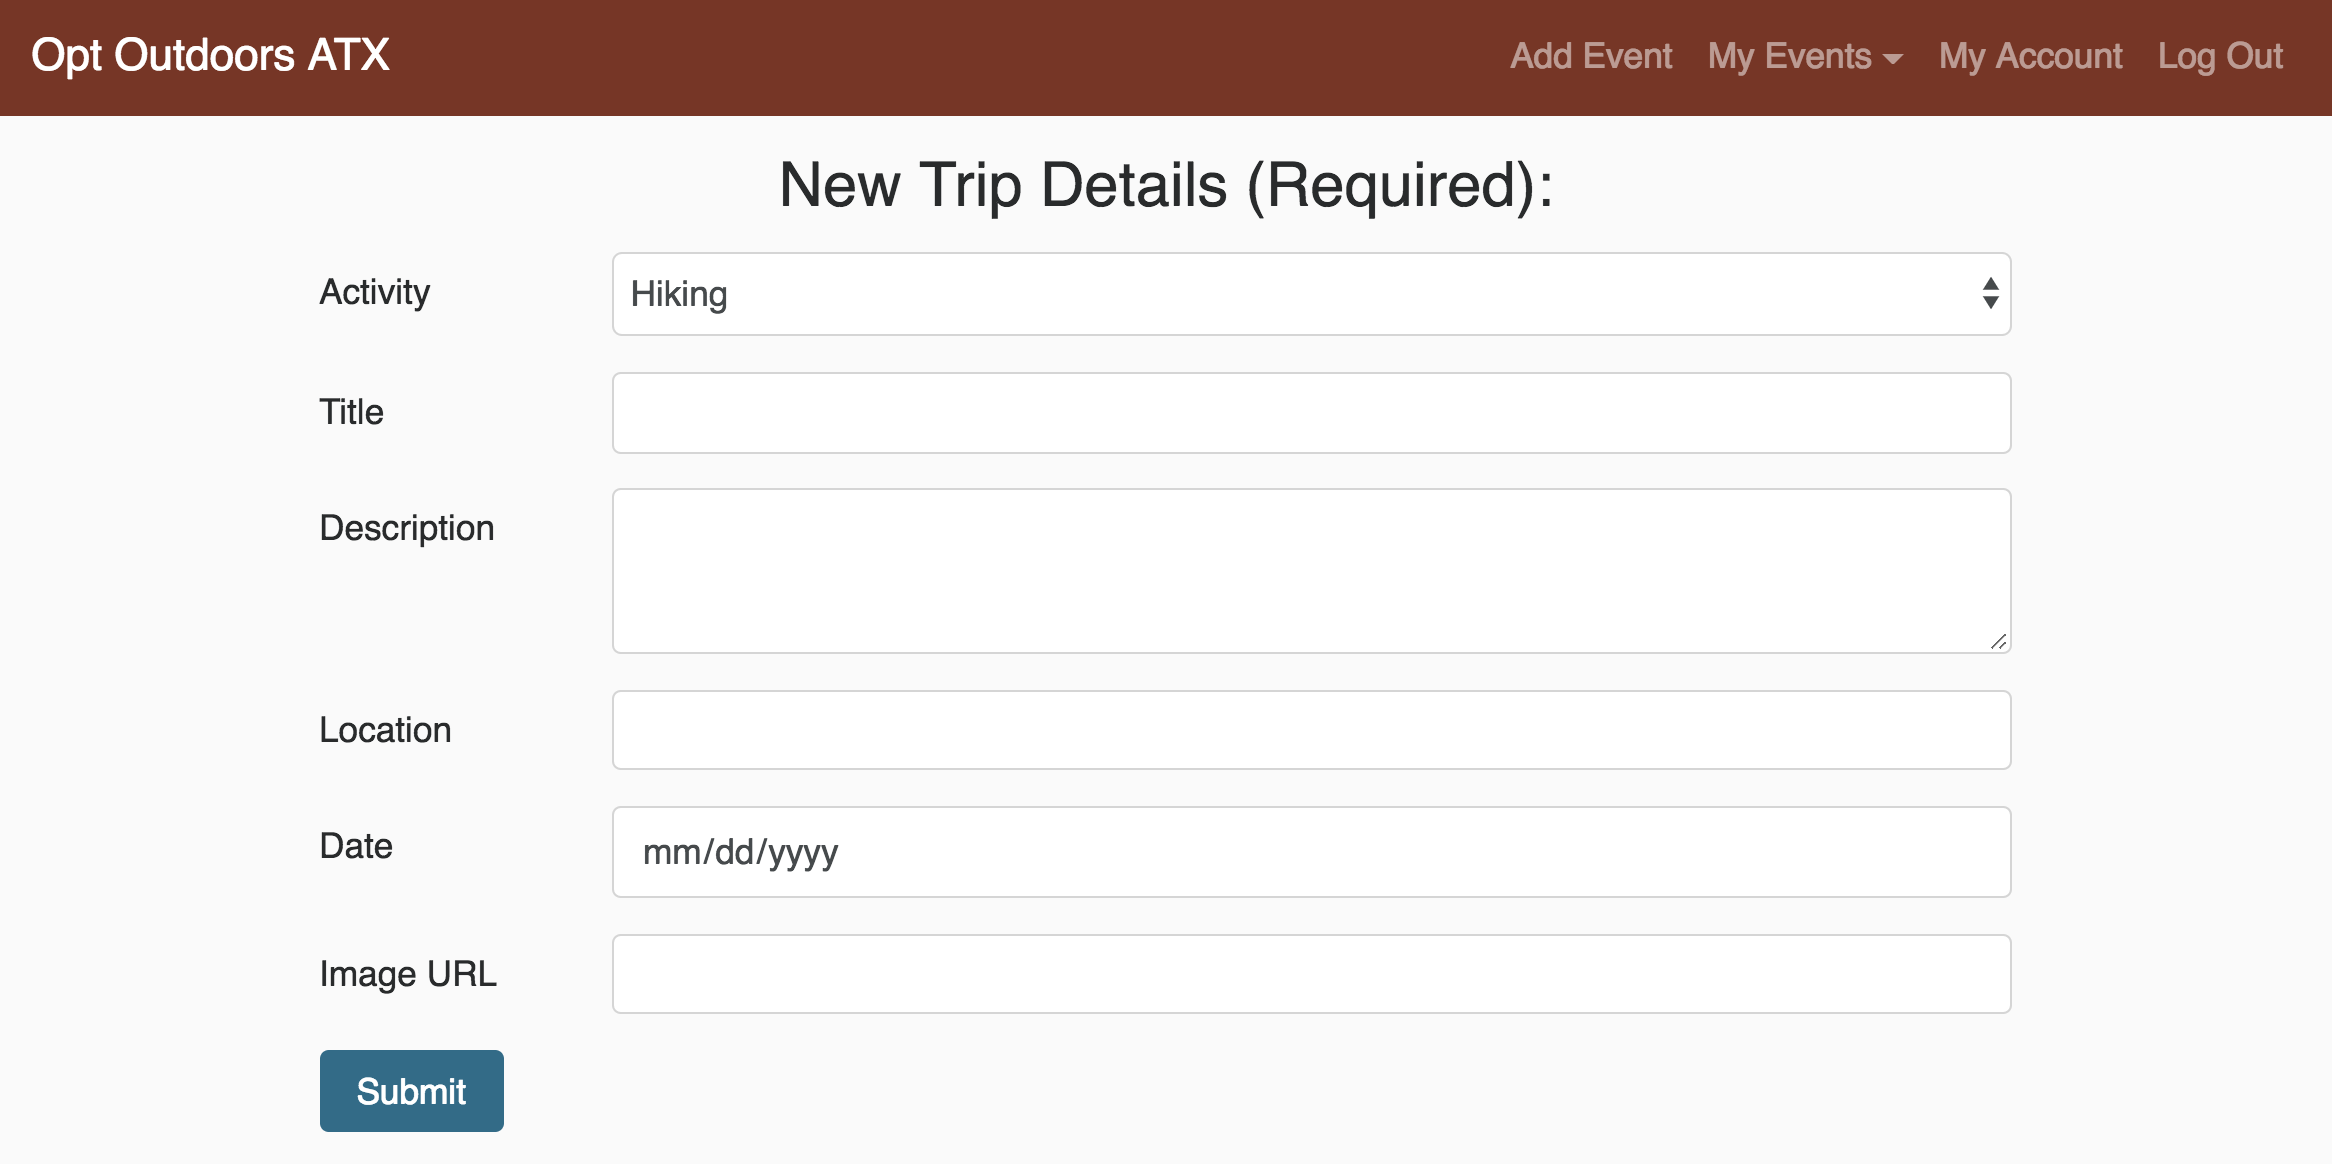 Opt Outdoors ATX Add Event My Events My Account Log Out
New Trip Details (Required):
Activity Hiking
Title
Description
Location
Date mm/dd/yyyy
Image URL
Submit